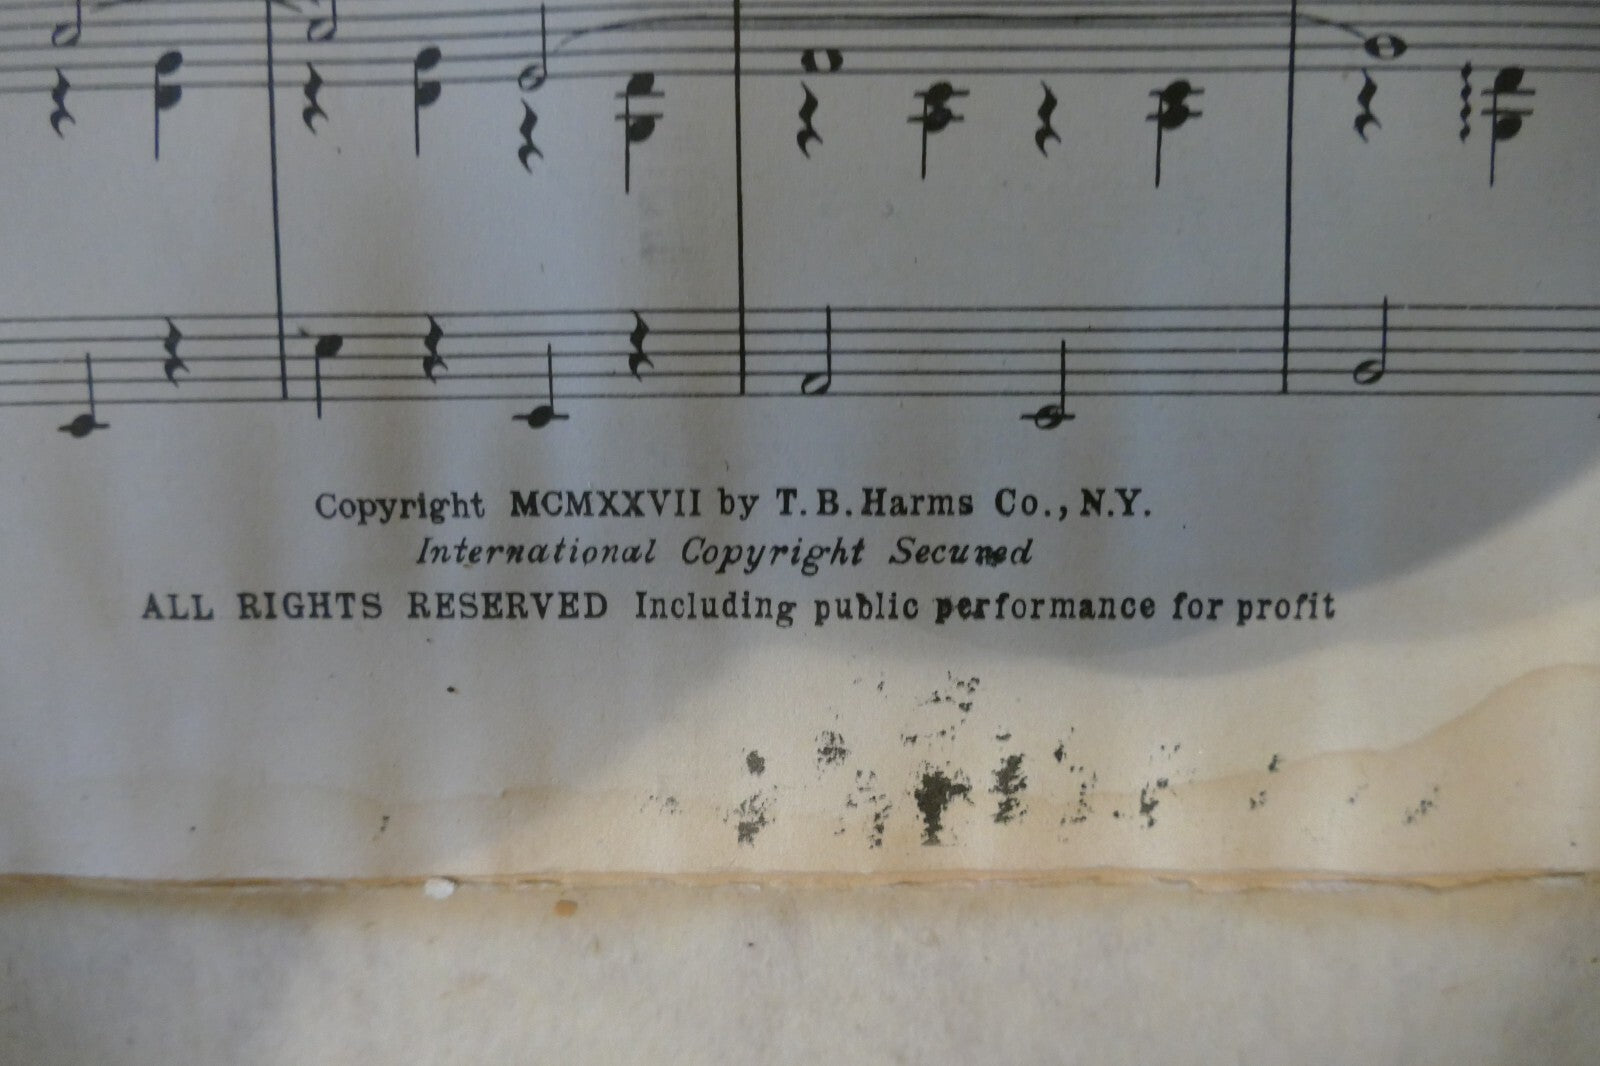 Copyright MCMXXVII by T. B. Harms Co., N.Y.
International Copyright Secured
ALL RIGHTS RESERVED Including public performance for profit